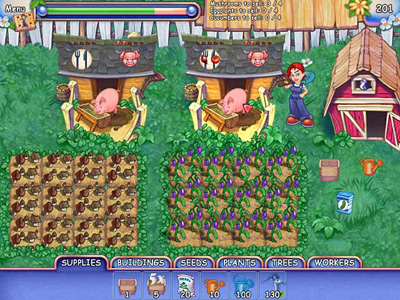 Menu
Mushrooms to sell: 0 / 4
Eggplants to sell: 0 / 4
Cucumbers to sell: 0 / 4
201
SUPPLIES BUILDINGS SEEDS PLANTS TREES WORKERS
1 5 20 10 100 130